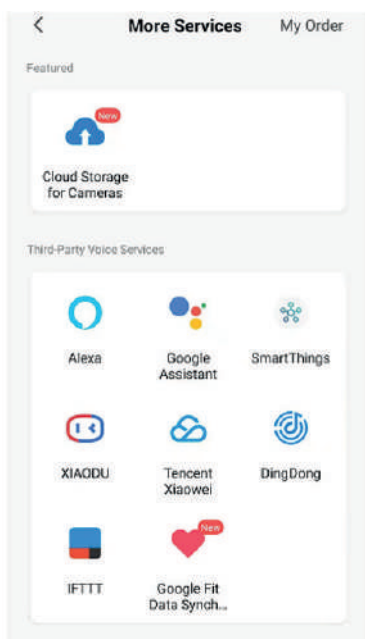 More Services My Order
Featured
New
Cloud Storage
for Cameras
Third-Party Voice Services
Alexa
Google
Assistant
SmartThings
XIAODU
Tencent
Xiaowei
DingDong
IFTTT
New
Google Fit
Data Synch...